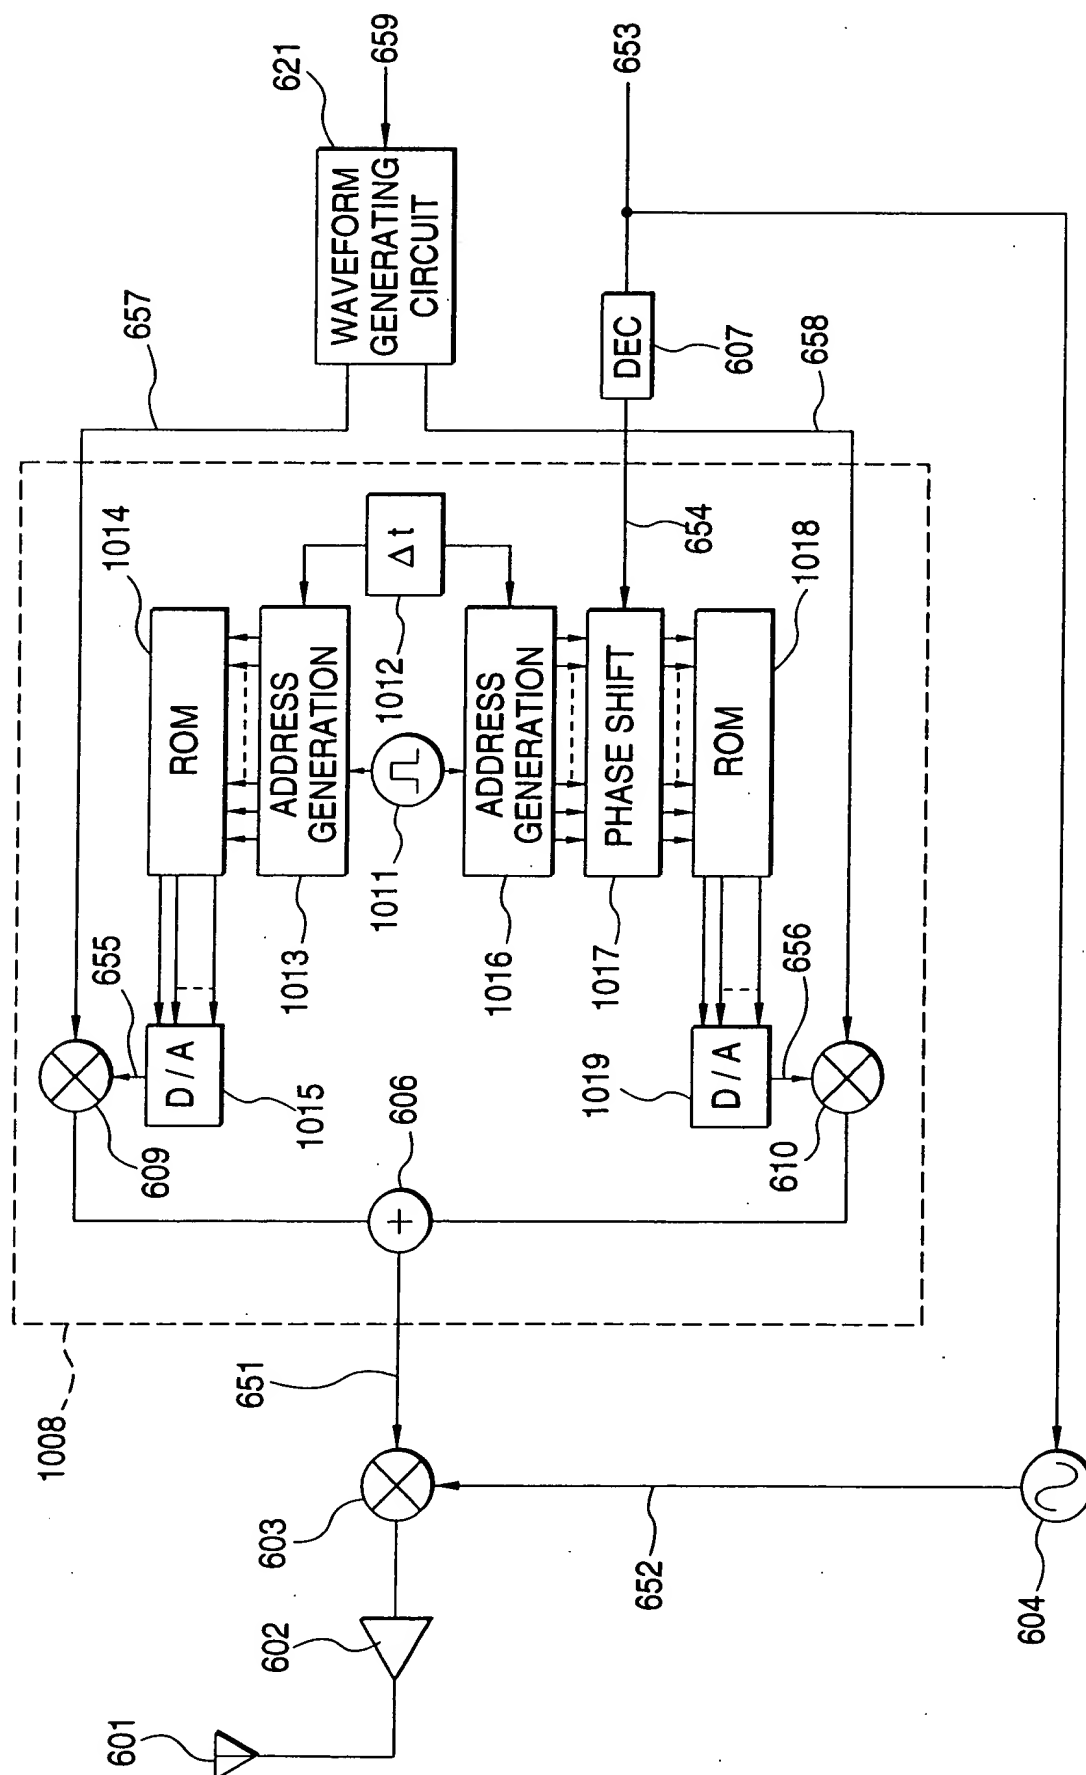 601
602
603
1008
651
652
604
606
609
655
D/A
1015
657
1014
ROM
ADDRESS
GENERATION
1013
1011
1012
Δt
621
WAVEFORM
GENERATING
CIRCUIT
659
ADDRESS
GENERATION
1016
PHASE SHIFT
1017
654
DEC
607
653
658
1018
ROM
1019
D/A
656
610